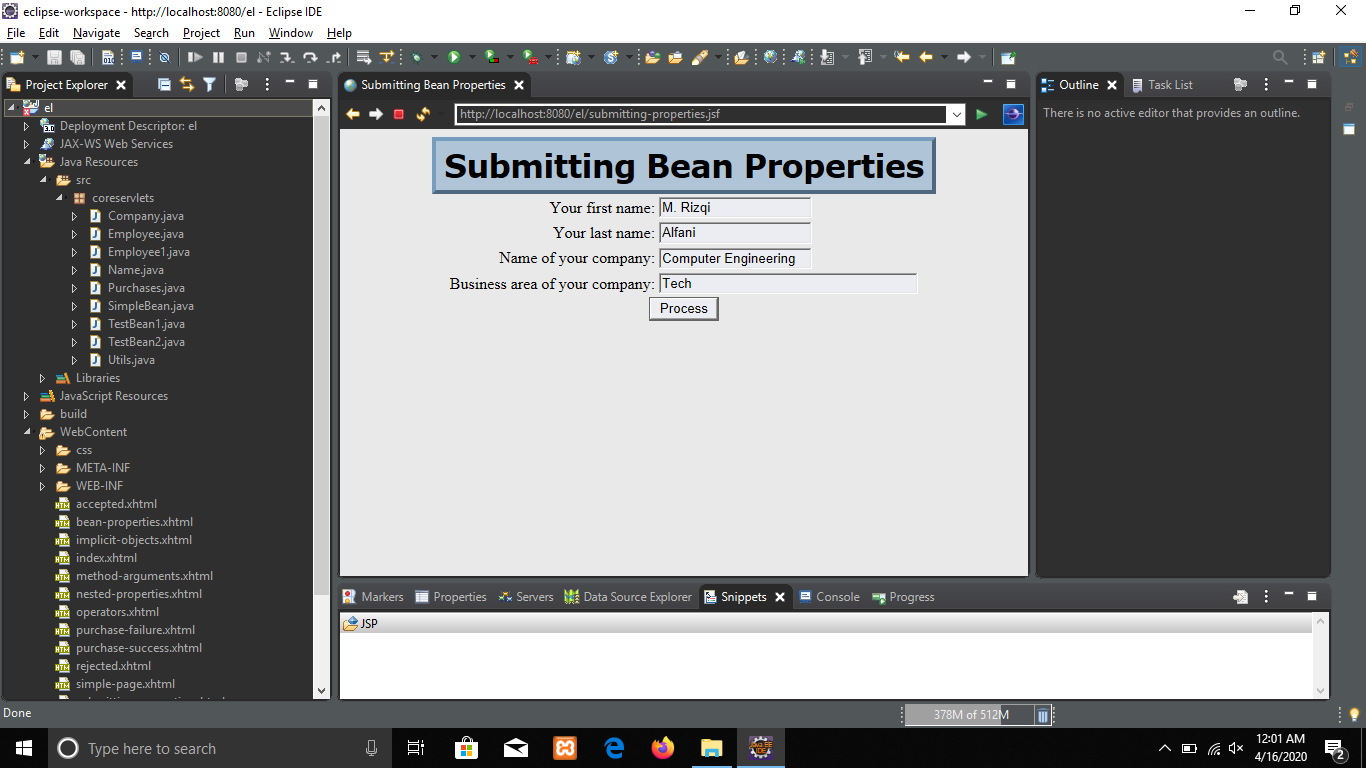 eclipse-workspace - http://localhost:8080/el - Eclipse IDE
File Edit Navigate Search Project Run Window Help
Project Explorer
el
Deployment Descriptor: el
JAX-WS Web Services
Java Resources
src
coreservlets
Company.java
Employee.java
Employee1.java
Name.java
Purchases.java
SimpleBean.java
TestBean1.java
TestBean2.java
Utils.java
Libraries
JavaScript Resources
build
WebContent
css
META-INF
WEB-INF
accepted.xhtml
bean-properties.xhtml
implicit-objects.xhtml
index.xhtml
method-arguments.xhtml
nested-properties.xhtml
operators.xhtml
purchase-failure.xhtml
purchase-success.xhtml
rejected.xhtml
simple-page.xhtml
Submitting Bean Properties
http://localhost:8080/el/submitting-properties.jsf
Submitting Bean Properties
Your first name: M. Rizqi
Your last name: Alfani
Name of your company: Computer Engineering
Business area of your company: Tech
Process
Outline Task List
There is no active editor that provides an outline.
Markers Properties Servers Data Source Explorer Snippets Console Progress
JSP
Done
378M of 512M
Type here to search
12:01 AM
4/16/2020
2